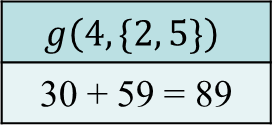 g(4,{2,5})
30 + 59 = 89